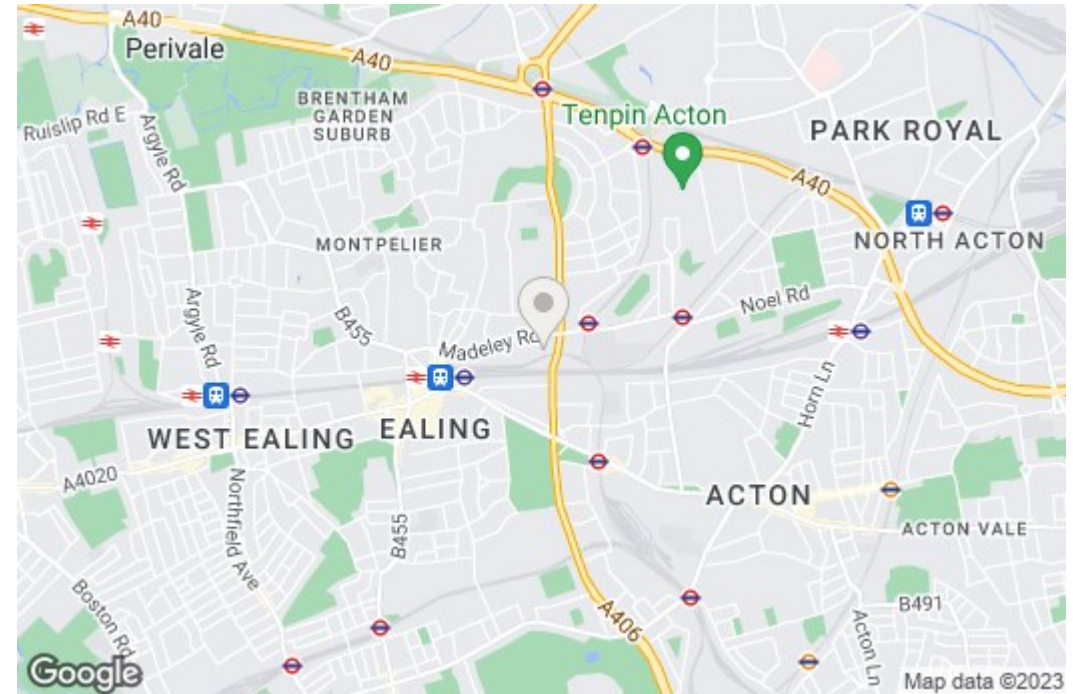 A40
Perivale
A40
BRENTHAM
GARDEN
SUBURB
Tenpin Acton
Ruislip Rd E
Argyle Rd
PARK ROYAL
A40
NORTH ACTON
MONTPELIER
Argyle Rd
B455
Madeley Rd
Noel Rd
Horn Ln
WEST EALING
EALING
A4020
Northfield Ave
B455
ACTON
ACTON VALE
Boston Rd
A406
B491
Acton Ln
Google
Map data ©2023